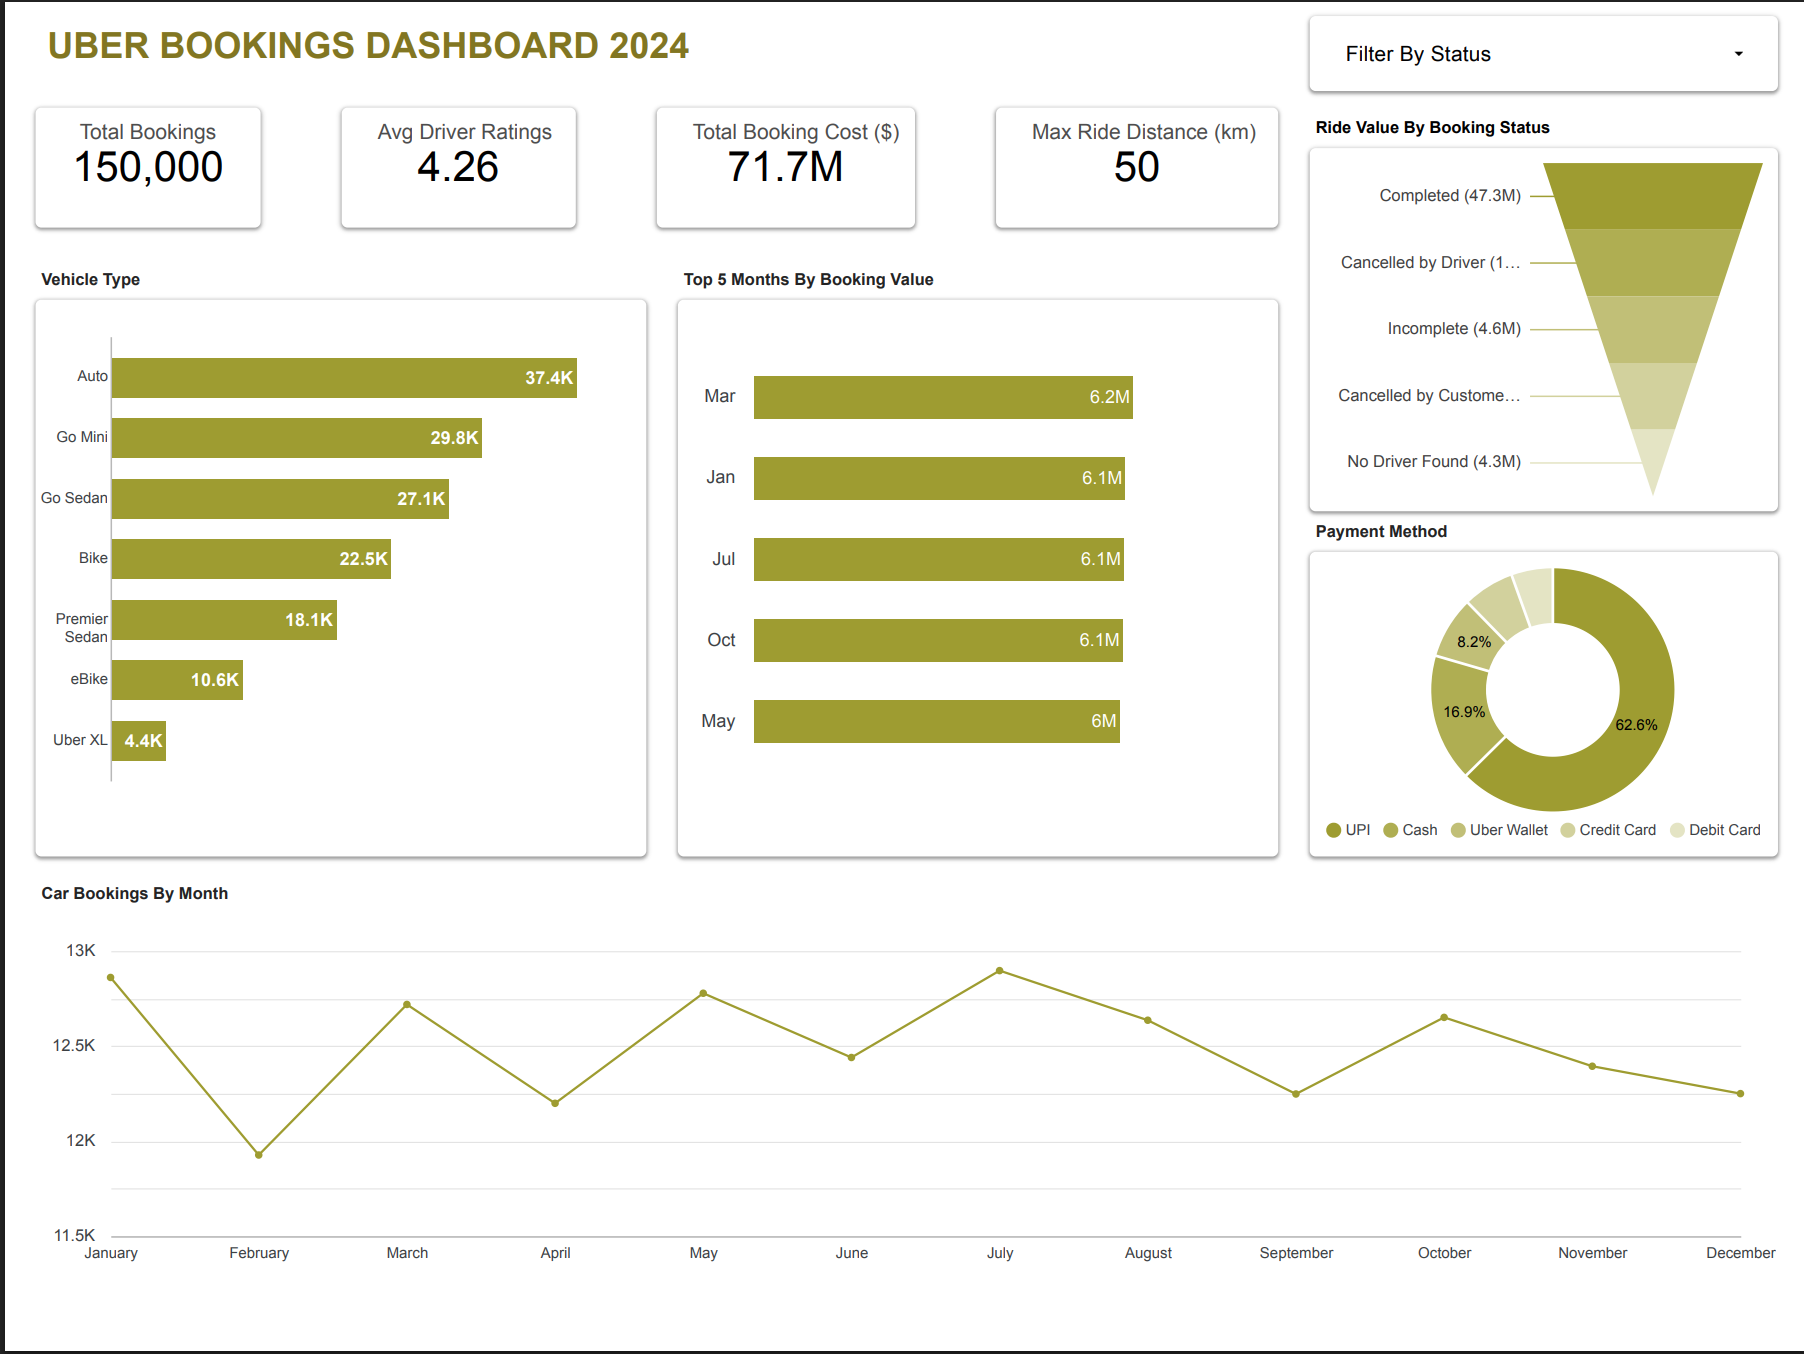 UBER BOOKINGS DASHBOARD 2024
Filter By Status
Total Bookings
150,000
Avg Driver Ratings
4.26
Total Booking Cost ($)
71.7M
Max Ride Distance (km)
50
Ride Value By Booking Status
Completed (47.3M)
Cancelled by Driver (1…
Incomplete (4.6M)
Cancelled by Custome…
No Driver Found (4.3M)
Vehicle Type
Auto
37.4K
Go Mini
29.8K
Go Sedan
27.1K
Bike
22.5K
Premier
Sedan
18.1K
eBike
10.6K
Uber XL
4.4K
Top 5 Months By Booking Value
Mar
6.2M
Jan
6.1M
Jul
6.1M
Oct
6.1M
May
6M
Payment Method
8.2%
16.9%
62.6%
UPI
Cash
Uber Wallet
Credit Card
Debit Card
Car Bookings By Month
13K
12.5K
12K
11.5K
January
February
March
April
May
June
July
August
September
October
November
December